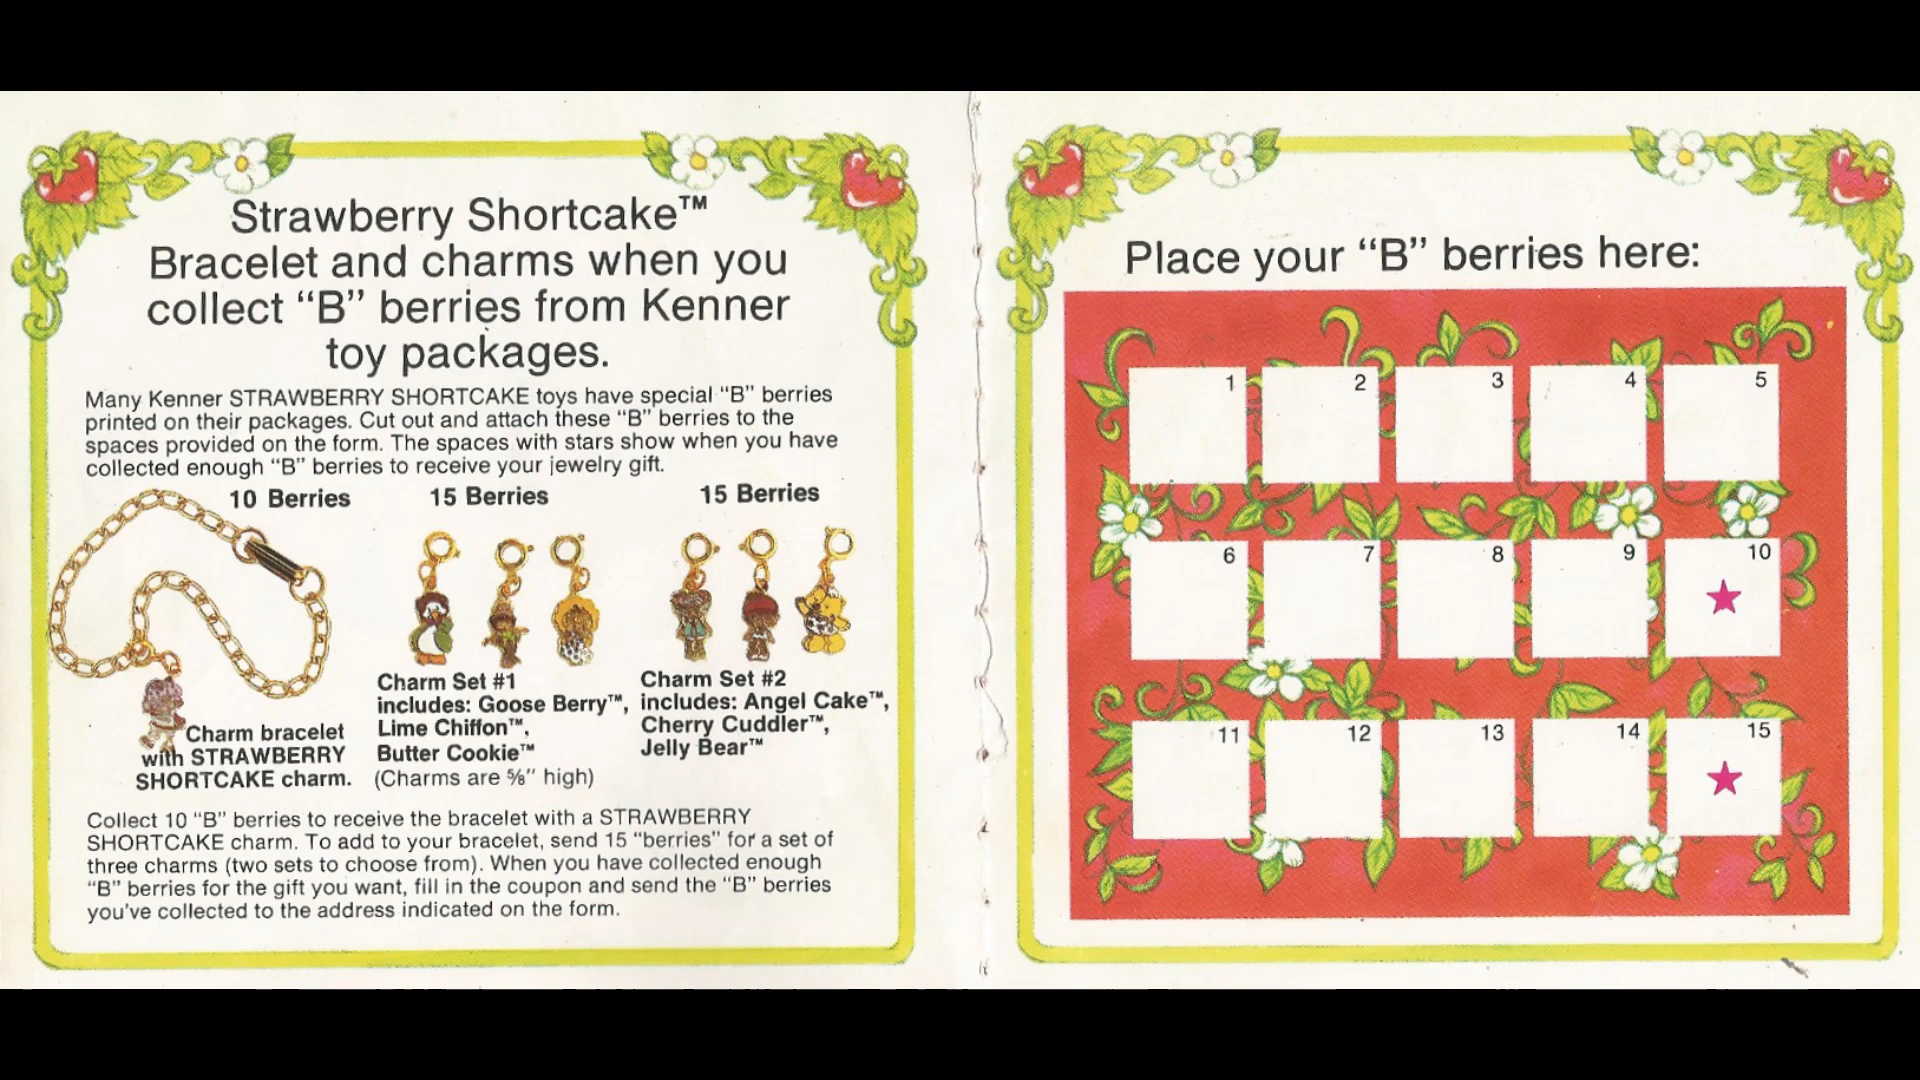 Strawberry Shortcake™
Bracelet and charms when you
collect “B” berries from Kenner
toy packages.
Many Kenner STRAWBERRY SHORTCAKE toys have special “B” berries
printed on their packages. Cut out and attach these “B” berries to the
spaces provided on the form. The spaces with stars show when you have
collected enough “B” berries to receive your jewelry gift.
10 Berries
15 Berries
15 Berries
Charm bracelet
with STRAWBERRY
SHORTCAKE charm.
Charm Set #1
includes: Goose Berry™,
Lime Chiffon™,
Butter Cookie™
(Charms are ⅝” high)
Charm Set #2
includes: Angel Cake™,
Cherry Cuddler™,
Jelly Bear™
Collect 10 “B” berries to receive the bracelet with a STRAWBERRY
SHORTCAKE charm. To add to your bracelet, send 15 “berries” for a set of
three charms (two sets to choose from). When you have collected enough
“B” berries for the gift you want, fill in the coupon and send the “B” berries
you’ve collected to the address indicated on the form.
Place your “B” berries here:
1 2 3 4 5
6 7 8 9 10
11 12 13 14 15